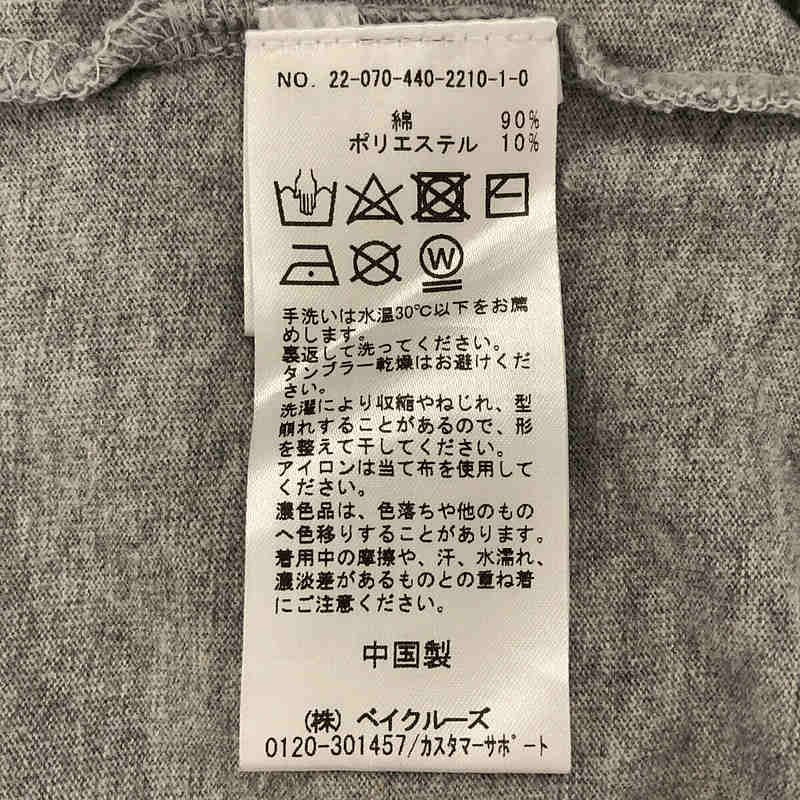 NO. 22-070-440-2210-1-0
綿 90%
ポリエステル 10%
W
手洗いは水温30℃以下をお薦
めします。
裏返して洗ってください。
タンブラー乾燥はお避けくだ
さい。
洗濯により収縮やねじれ、型
崩れすることがあるので、形
を整えて干してください。
アイロンは当て布を使用して
ください。
濃色品は、色落ちや他のもの
へ色移りすることがあります。
着用中の摩擦や、汗、水濡れ、
濃淡差があるものとの重ね着
にご注意ください。
中国製
(株) ベイクルーズ
0120-301457/カスタマーサポート